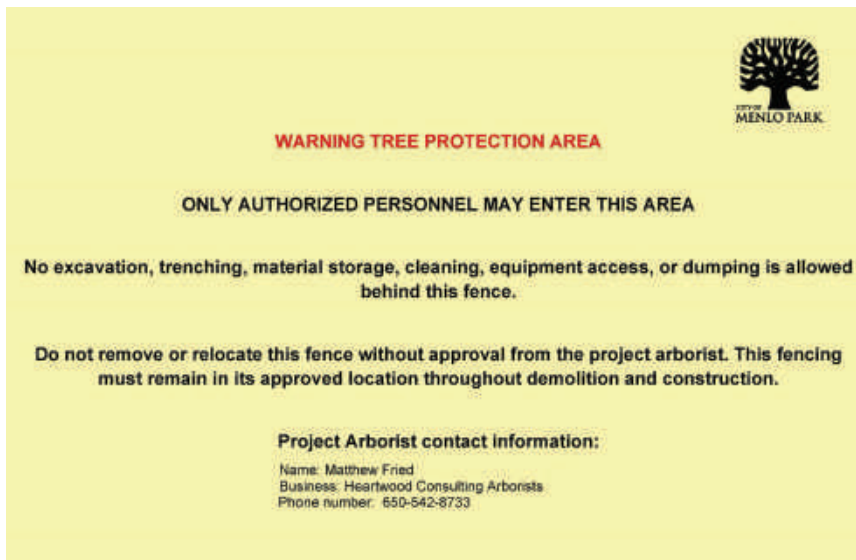 CITY OF
MENLO PARK
WARNING TREE PROTECTION AREA
ONLY AUTHORIZED PERSONNEL MAY ENTER THIS AREA
No excavation, trenching, material storage, cleaning, equipment access, or dumping is allowed
behind this fence.
Do not remove or relocate this fence without approval from the project arborist. This fencing
must remain in its approved location throughout demolition and construction.
Project Arborist contact information:
Name: Matthew Fried
Business: Heartwood Consulting Arborists
Phone number: 650-542-8733